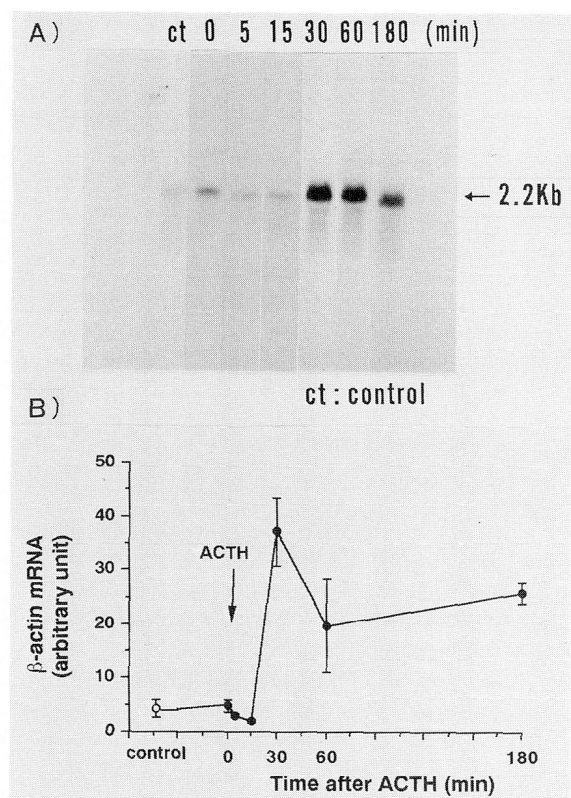 A)
ct 0 5 15 30 60 180 (min)
← 2.2Kb
ct : control
B)
50
40
30
20
10
0
β-actin mRNA
(arbitrary unit)
ACTH
control 0 30 60 180
Time after ACTH (min)